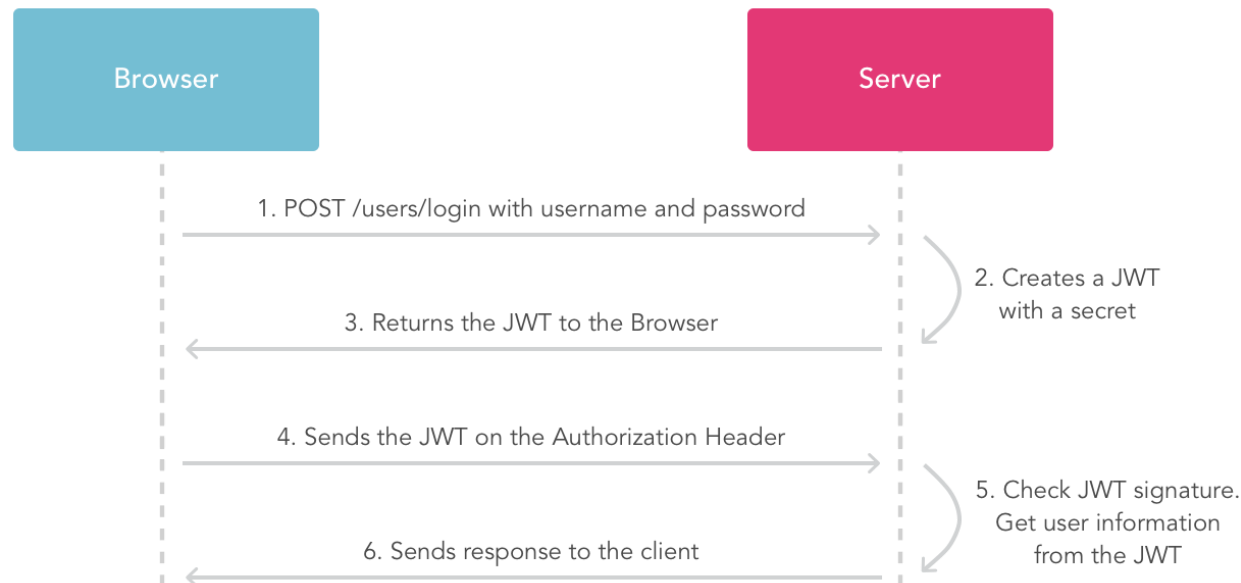 Browser
Server
1. POST /users/login with username and password
2. Creates a JWT
with a secret
3. Returns the JWT to the Browser
4. Sends the JWT on the Authorization Header
5. Check JWT signature.
Get user information
from the JWT
6. Sends response to the client